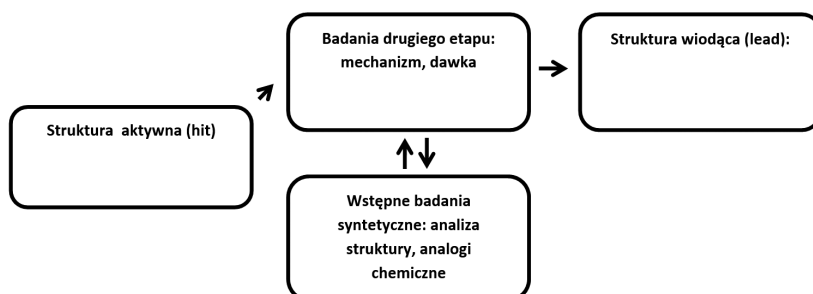 Struktura aktywna (hit)
Badania drugiego etapu:
mechanizm, dawka
Wstępne badania
syntetyczne: analiza
struktury, analogi
chemiczne
Struktura wiodąca (lead):